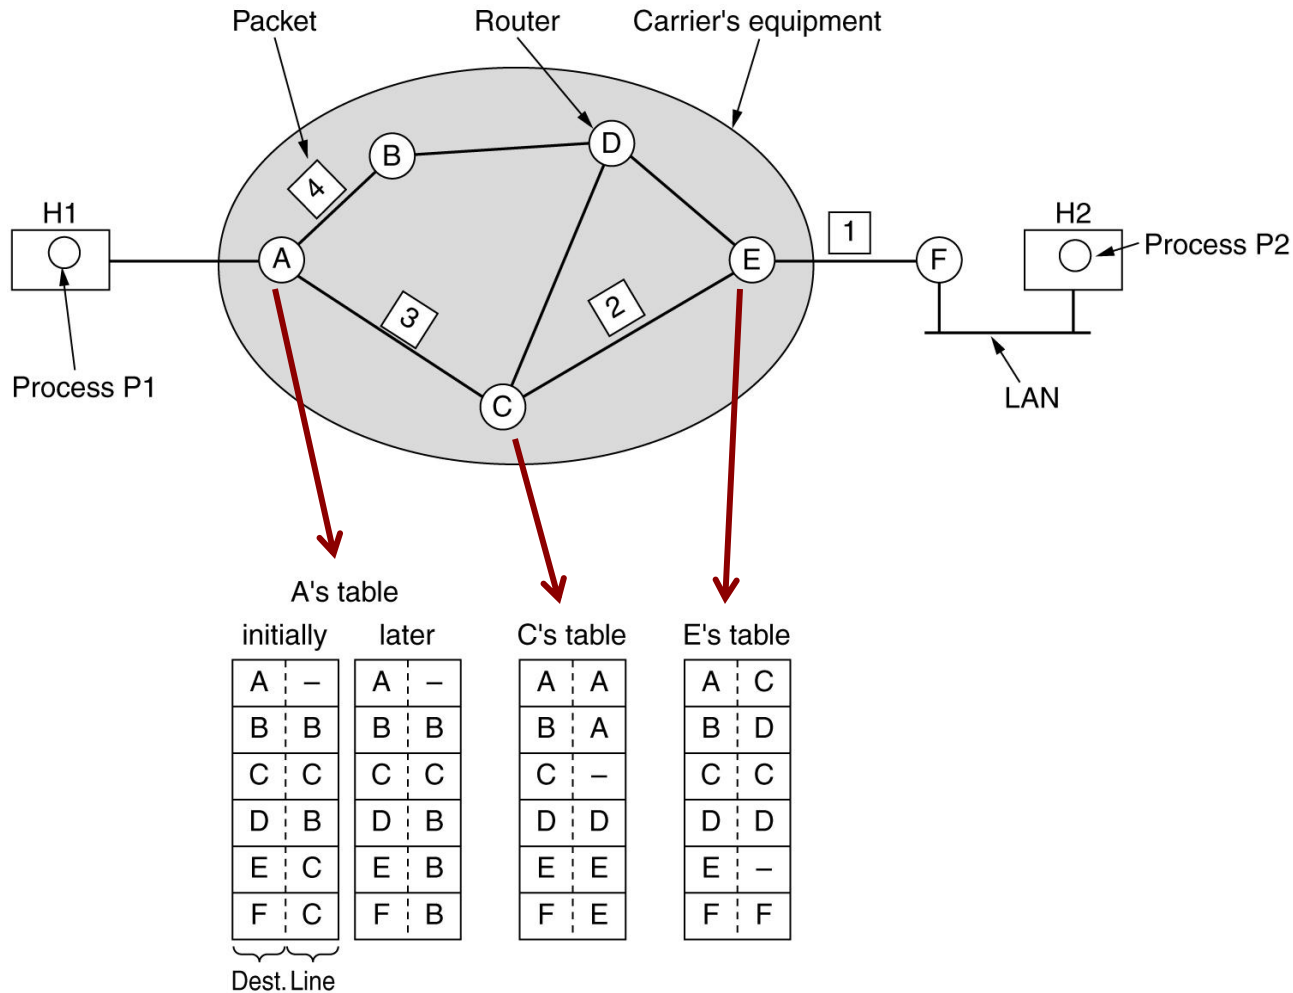 Packet Router Carrier's equipment
B D
4
H1 1 H2
A E F Process P2
3 2
Process P1 C LAN
A's table
initially later C's table E's table
A – A – A A A C
B B B B B A B D
C C C C C – C C
D B D B D D D D
E C E B E E E –
F C F B F E F F
Dest. Line